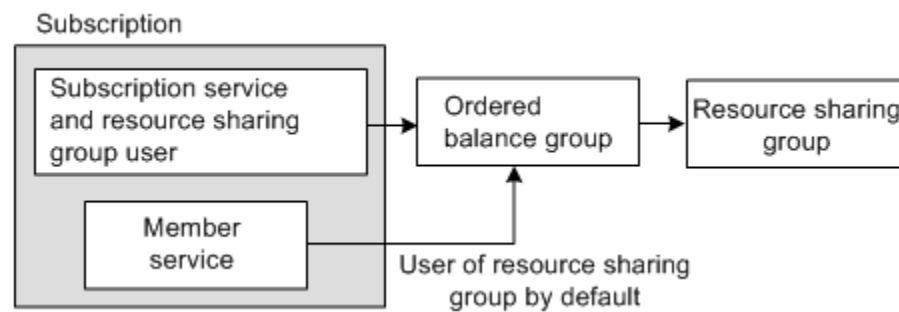 Subscription
Subscription service
and resource sharing
group user
Ordered
balance group
Resource sharing
group
Member
service
User of resource sharing
group by default